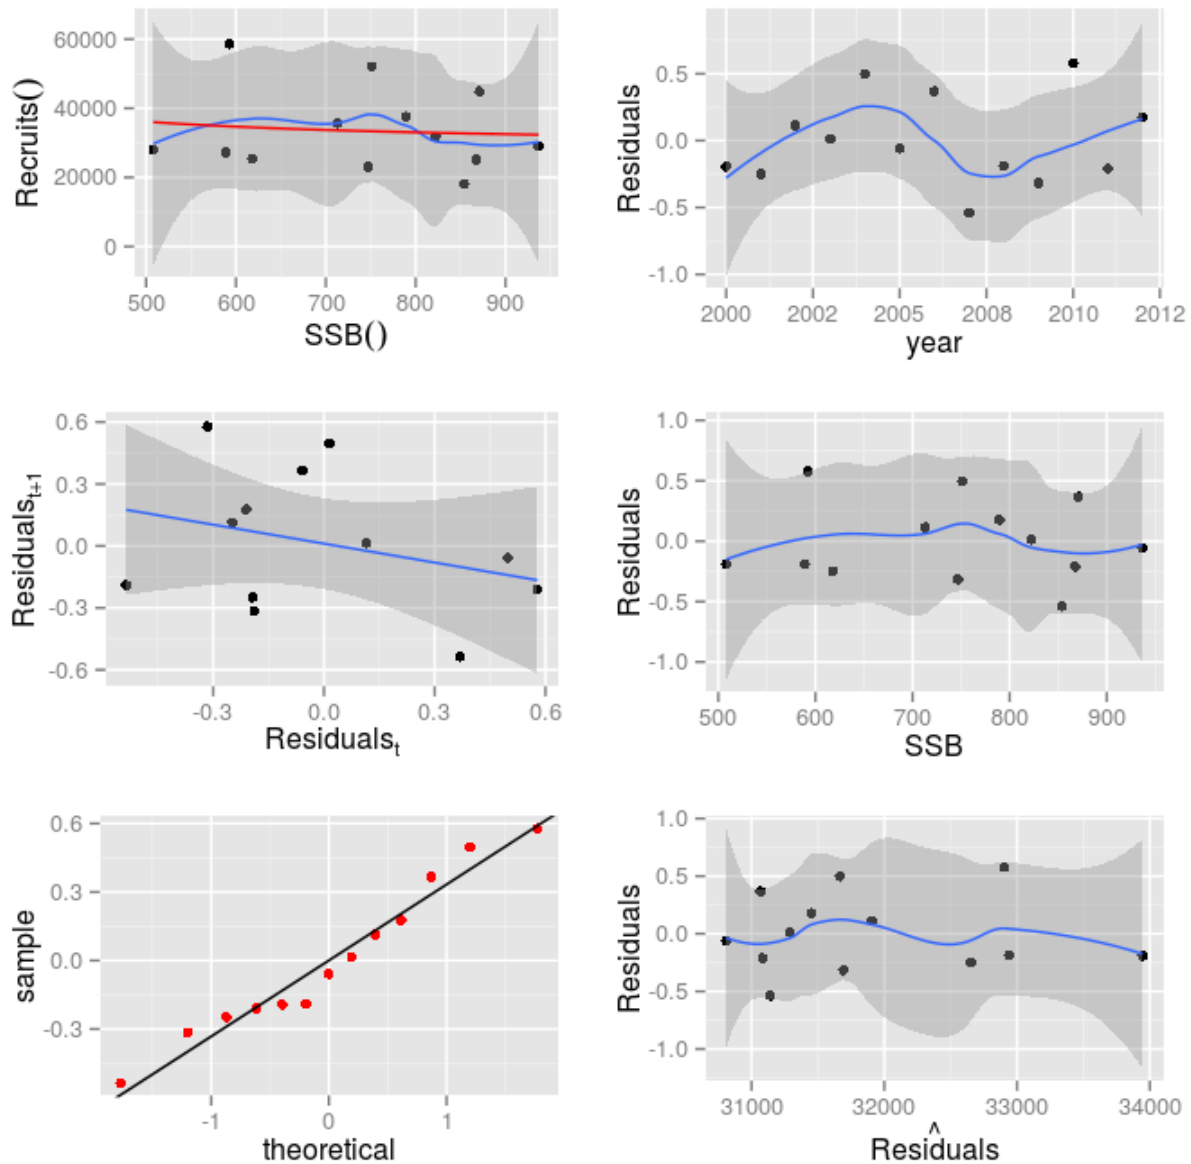 60000
40000
20000
0
Recruits()
500 600 700 800 900
SSB()
0.5
0.0
-0.5
-1.0
Residuals
2000 2002 2005 2008 2010 2012
year
0.6
0.3
0.0
-0.3
-0.6
Residualst+1
-0.3 0.0 0.3 0.6
Residualst
1.0
0.5
0.0
-0.5
-1.0
Residuals
500 600 700 800 900
SSB
0.6
0.3
0.0
-0.3
sample
-1 0 1
theoretical
1.0
0.5
0.0
-0.5
-1.0
Residuals
31000 32000 33000 34000
^
Residuals